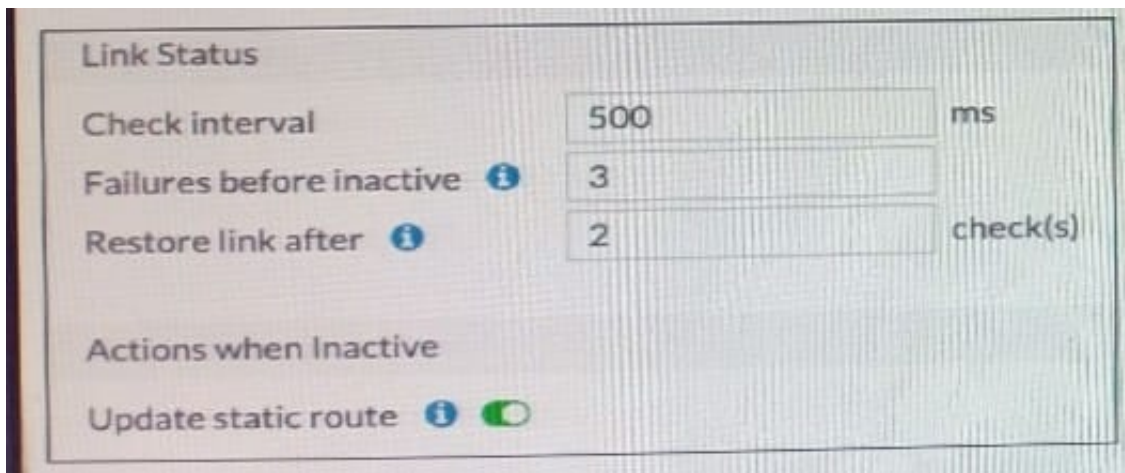 Link Status
Check interval 500 ms
Failures before inactive 3
Restore link after 2 check(s)
Actions when Inactive
Update static route